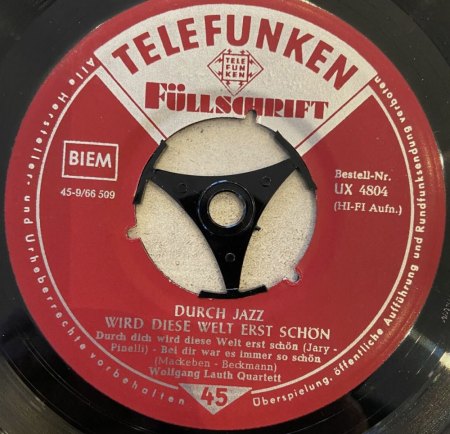 TELEFUNKEN
TELE
FUN
KEN
FÜLLSCHRIFT
BIEM
45-9/66 509
Bestell-Nr.
UX 4804
(HI-FI Aufn.)
DURCH JAZZ
WIRD DIESE WELT ERST SCHÖN
Durch dich wird diese Welt erst schön (Jary -
Pinelli) - Bei dir war es immer so schön
(Mackeben - Beckmann)
Wolfgang Lauth Quartett
45
Alle Hersteller- und Urheberrechte vorbehalten
Überspielung, öffentliche Aufführung und Rundfunksendung verboten